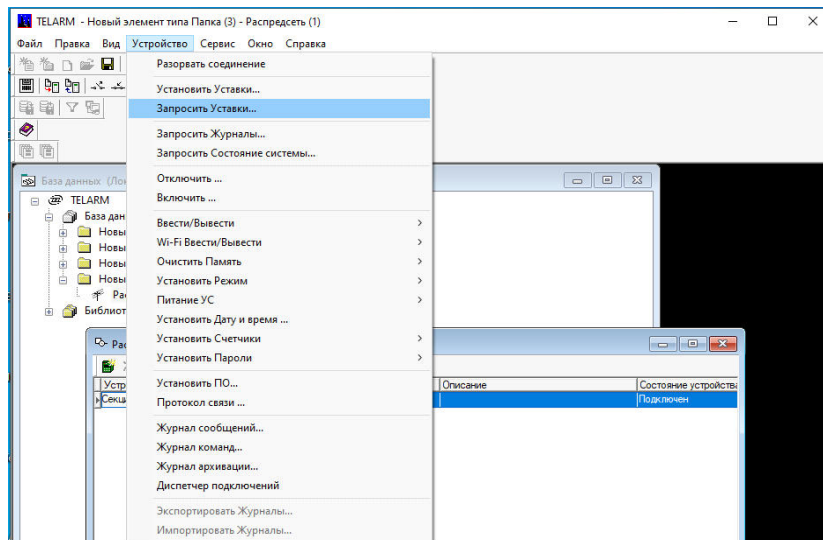 TELARM - Новый элемент типа Папка (3) - Распредсеть (1)
Файл Правка Вид Устройство Сервис Окно Справка
Разорвать соединение
Установить Уставки...
Запросить Уставки...
Запросить Журналы...
Запросить Состояние системы...
Отключить ...
Включить ...
Ввести/Вывести
Wi-Fi Ввести/Вывести
Очистить Память
Установить Режим
Питание УС
Установить Дату и время ...
Установить Счетчики
Установить Пароли
Установить ПО...
Протокол связи ...
Журнал сообщений...
Журнал команд...
Журнал архивации...
Диспетчер подключений
Экспортировать Журналы...
Импортировать Журналы...
База данных (Лок
TELARM
База дан
Новы
Новы
Новы
Новы
Рас
Библиот
Рас
Устр
Описание
Состояние устройства
Секци
Подключен